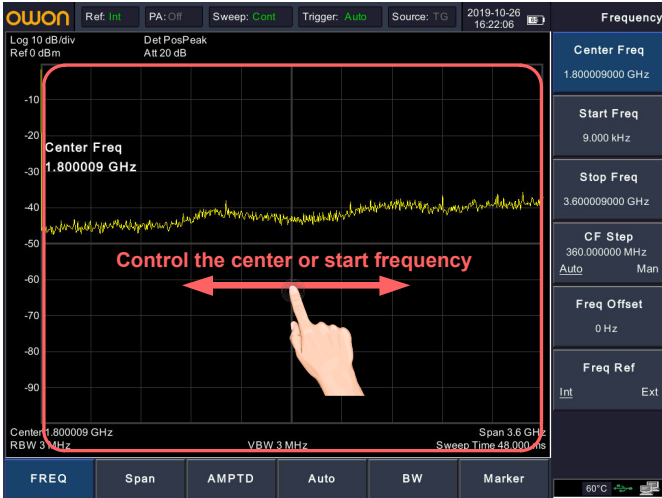 owon
Ref: Int
PA: Off
Sweep: Cont
Trigger: Auto
Source: TG
2019-10-26
16:22:06
Frequency
Log 10 dB/div
Det PosPeak
Ref 0 dBm
Att 20 dB
Center Freq
1.800009000 GHz
-10
Start Freq
9.000 kHz
-20
Center Freq
1.800009 GHz
-30
Stop Freq
3.600009000 GHz
-40
CF Step
360.000000 MHz
Auto
Man
-50
Control the center or start frequency
-60
Freq Offset
0 Hz
-70
-80
Freq Ref
Int
Ext
-90
Center 1.800009 GHz
Span 3.6 GHz
RBW 3 MHz
VBW 3 MHz
Sweep Time 48.000 ms
FREQ
Span
AMPTD
Auto
BW
Marker
60°C